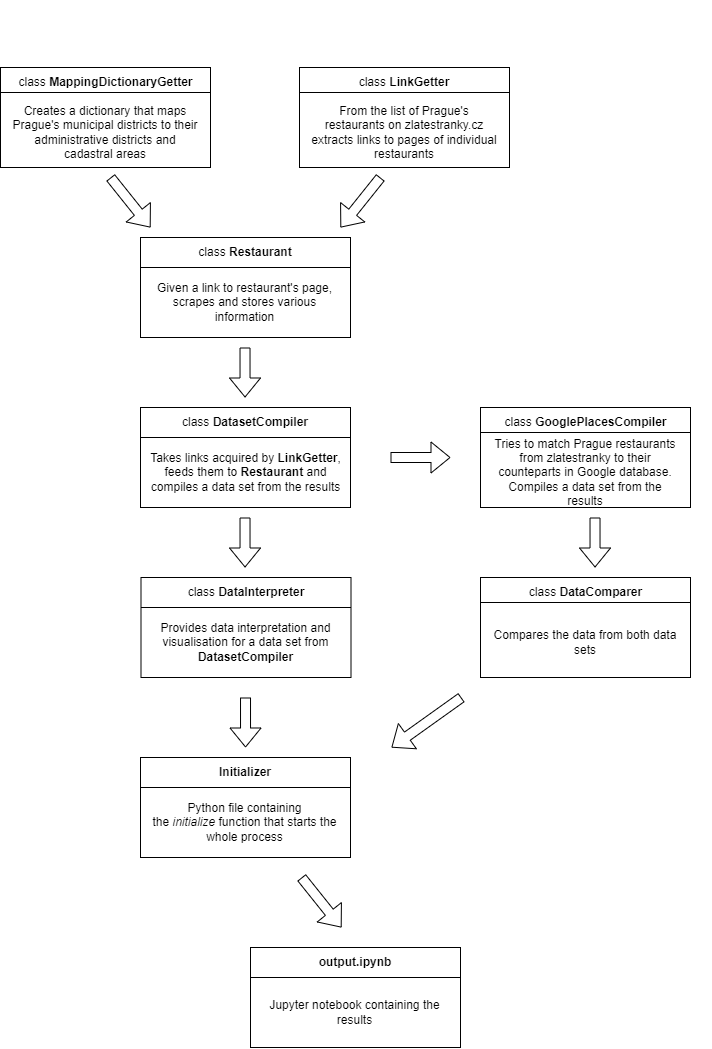 class MappingDictionaryGetter
Creates a dictionary that maps
Prague's municipal districts to their
administrative districts and
cadastral areas
class LinkGetter
From the list of Prague's
restaurants on zlatestranky.cz
extracts links to pages of individual
restaurants
class Restaurant
Given a link to restaurant's page,
scrapes and stores various
information
class DatasetCompiler
Takes links acquired by LinkGetter,
feeds them to Restaurant and
compiles a data set from the results
class GooglePlacesCompiler
Tries to match Prague restaurants
from zlatestranky to their
counteparts in Google database.
Compiles a data set from the
results
class DataInterpreter
Provides data interpretation and
visualisation for a data set from
DatasetCompiler
class DataComparer
Compares the data from both data
sets
Initializer
Python file containing
the initialize function that starts the
whole process
output.ipynb
Jupyter notebook containing the
results